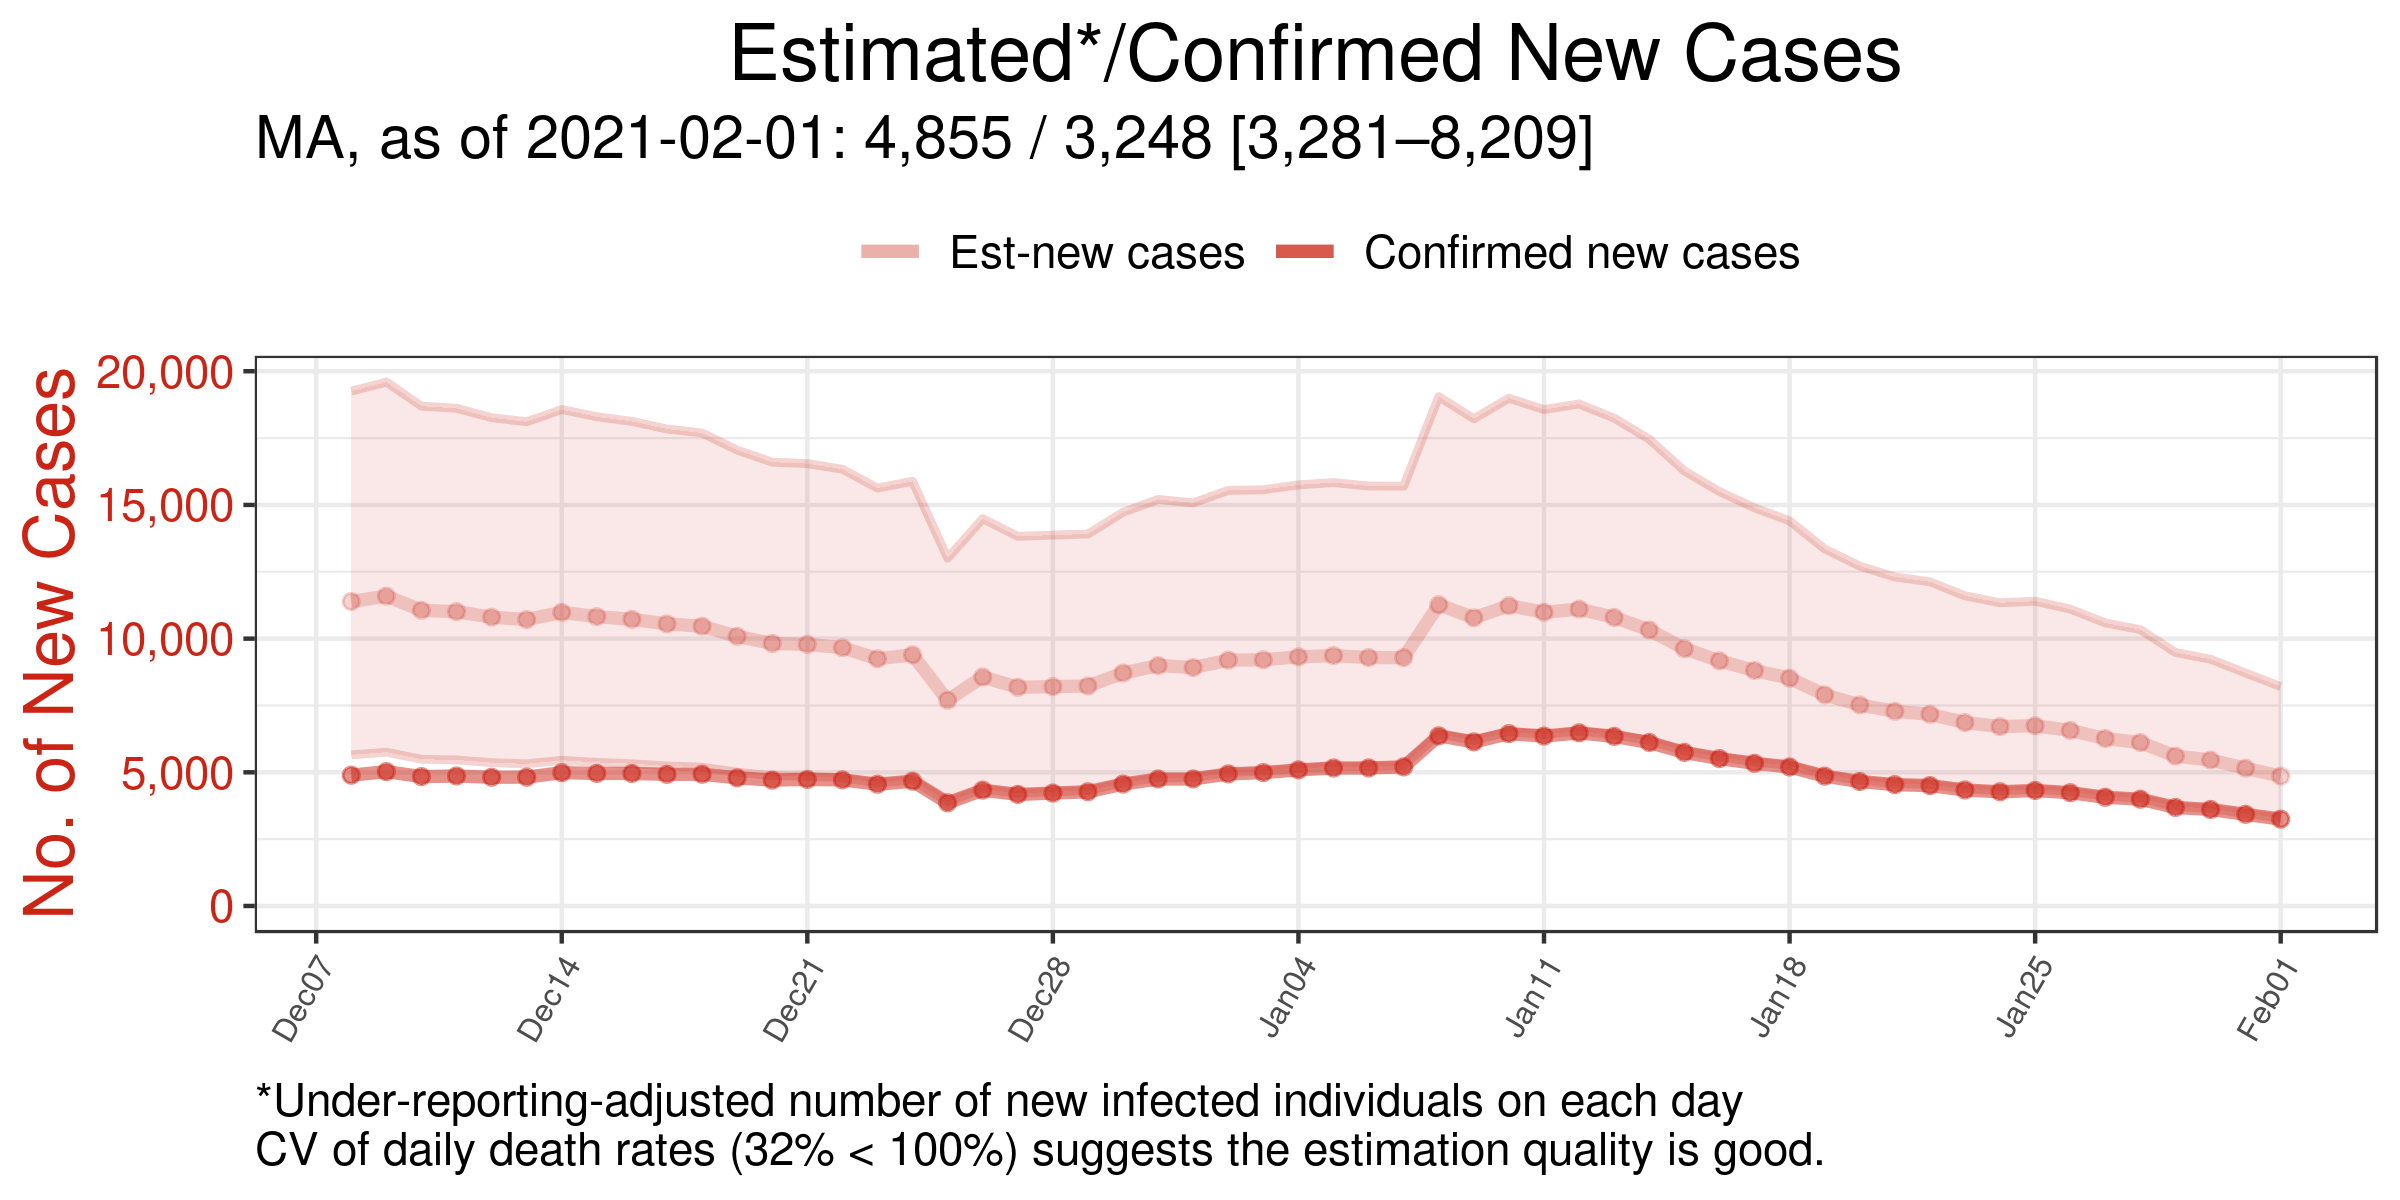 Estimated*/Confirmed New Cases
MA, as of 2021-02-01: 4,855 / 3,248 [3,281–8,209]
Est-new cases
Confirmed new cases
No. of New Cases
20,000
15,000
10,000
5,000
0
Dec07
Dec14
Dec21
Dec28
Jan04
Jan11
Jan18
Jan25
Feb01
*Under-reporting-adjusted number of new infected individuals on each day
CV of daily death rates (32% < 100%) suggests the estimation quality is good.